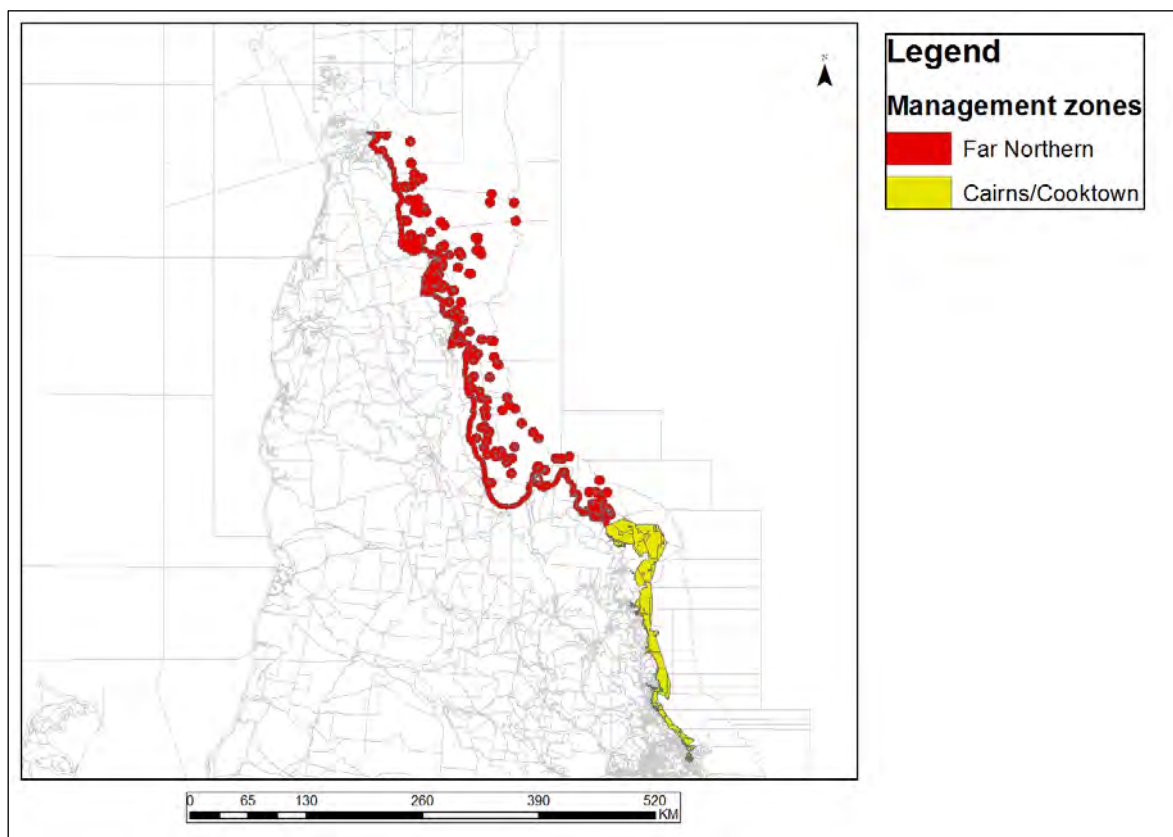 N
Legend
Management zones
Far Northern
Cairns/Cooktown
0 65 130 260 390 520
KM